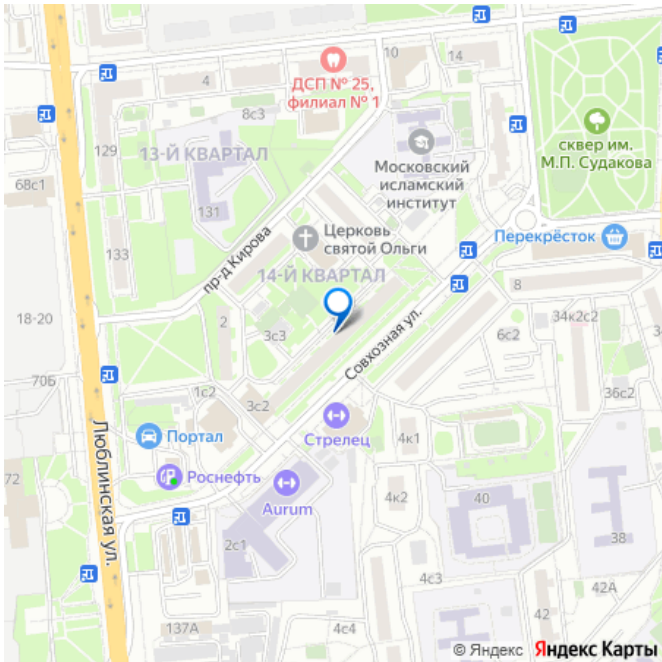 10
14
ДСП № 25,
филиал № 1
4
8с3
сквер им.
М.П. Судакова
13-Й КВАРТАЛ
129
Московский
исламский
институт
68с1
131
пр-д Кирова
Церковь
святой Ольги
Перекрёсток
133
14-Й КВАРТАЛ
8
18-20
2
3с3
Совхозная ул.
6с2
34к2с2
70Б
1с2
3с2
36с2
Люблинская ул.
Портал
Стрелец
4к1
72
Роснефть
Aurum
4к2
40
2с1
38
4с3
42А
137А
4с4
42
© Яндекс Яндекс Карты